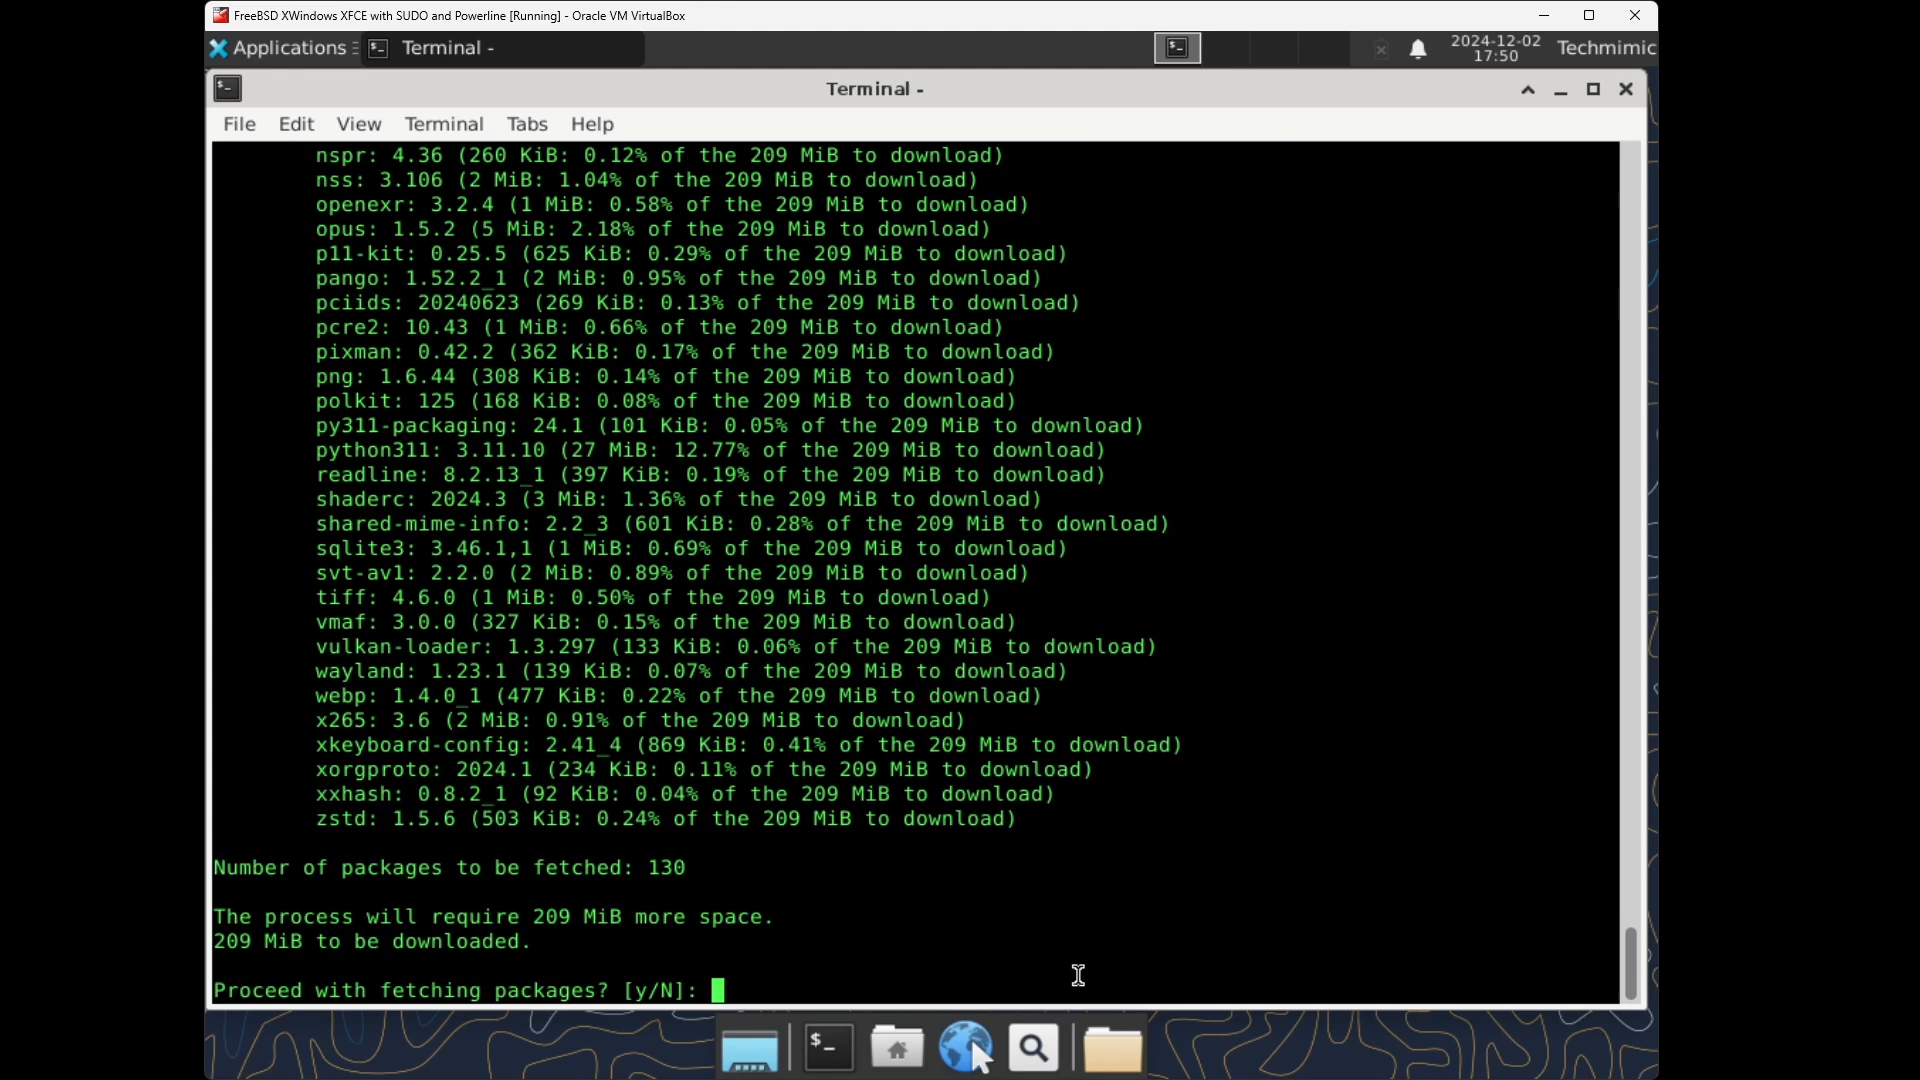 FreeBSD XWindows XFCE with SUDO and Powerline [Running] - Oracle VM VirtualBox
Applications Terminal - 2024-12-02 Techmimic
17:50
Terminal -
File Edit View Terminal Tabs Help
nspr: 4.36 (260 KiB: 0.12% of the 209 MiB to download)
nss: 3.106 (2 MiB: 1.04% of the 209 MiB to download)
openexr: 3.2.4 (1 MiB: 0.58% of the 209 MiB to download)
opus: 1.5.2 (5 MiB: 2.18% of the 209 MiB to download)
p11-kit: 0.25.5 (625 KiB: 0.29% of the 209 MiB to download)
pango: 1.52.2_1 (2 MiB: 0.95% of the 209 MiB to download)
pciids: 20240623 (269 KiB: 0.13% of the 209 MiB to download)
pcre2: 10.43 (1 MiB: 0.66% of the 209 MiB to download)
pixman: 0.42.2 (362 KiB: 0.17% of the 209 MiB to download)
png: 1.6.44 (308 KiB: 0.14% of the 209 MiB to download)
polkit: 125 (168 KiB: 0.08% of the 209 MiB to download)
py311-packaging: 24.1 (101 KiB: 0.05% of the 209 MiB to download)
python311: 3.11.10 (27 MiB: 12.77% of the 209 MiB to download)
readline: 8.2.13_1 (397 KiB: 0.19% of the 209 MiB to download)
shaderc: 2024.3 (3 MiB: 1.36% of the 209 MiB to download)
shared-mime-info: 2.2_3 (601 KiB: 0.28% of the 209 MiB to download)
sqlite3: 3.46.1,1 (1 MiB: 0.69% of the 209 MiB to download)
svt-av1: 2.2.0 (2 MiB: 0.89% of the 209 MiB to download)
tiff: 4.6.0 (1 MiB: 0.50% of the 209 MiB to download)
vmaf: 3.0.0 (327 KiB: 0.15% of the 209 MiB to download)
vulkan-loader: 1.3.297 (133 KiB: 0.06% of the 209 MiB to download)
wayland: 1.23.1 (139 KiB: 0.07% of the 209 MiB to download)
webp: 1.4.0_1 (477 KiB: 0.22% of the 209 MiB to download)
x265: 3.6 (2 MiB: 0.91% of the 209 MiB to download)
xkeyboard-config: 2.41_4 (869 KiB: 0.41% of the 209 MiB to download)
xorgproto: 2024.1 (234 KiB: 0.11% of the 209 MiB to download)
xxhash: 0.8.2_1 (92 KiB: 0.04% of the 209 MiB to download)
zstd: 1.5.6 (503 KiB: 0.24% of the 209 MiB to download)
Number of packages to be fetched: 130
The process will require 209 MiB more space.
209 MiB to be downloaded.
Proceed with fetching packages? [y/N]: